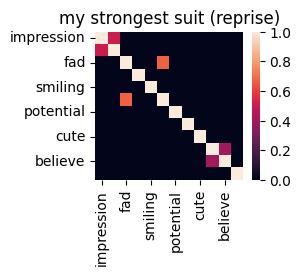 my strongest suit (reprise)
impression
fad
smiling
potential
cute
believe
1.0
0.8
0.6
0.4
0.2
0.0
impression
fad
smiling
potential
cute
believe